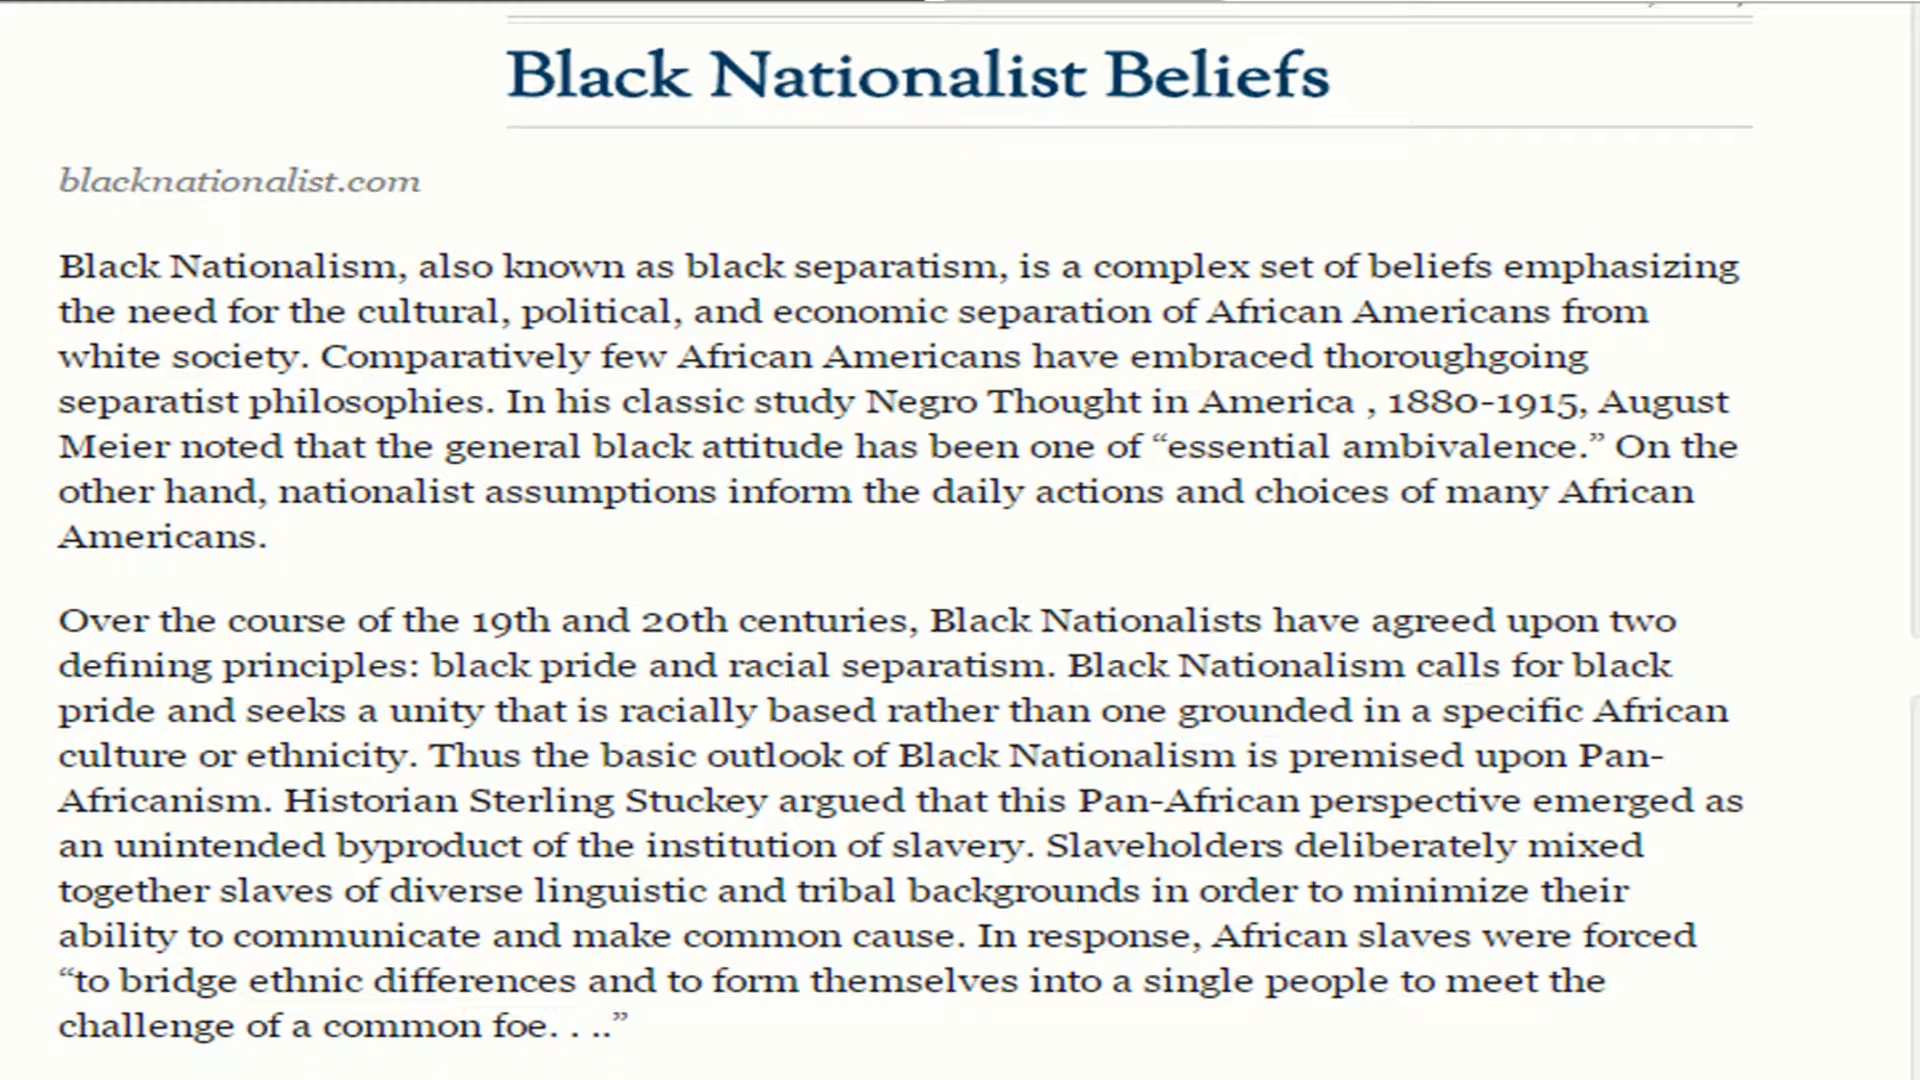 Black Nationalist Beliefs
blacknationalist.com
Black Nationalism, also known as black separatism, is a complex set of beliefs emphasizing
the need for the cultural, political, and economic separation of African Americans from
white society. Comparatively few African Americans have embraced thoroughgoing
separatist philosophies. In his classic study Negro Thought in America , 1880-1915, August
Meier noted that the general black attitude has been one of “essential ambivalence.” On the
other hand, nationalist assumptions inform the daily actions and choices of many African
Americans.
Over the course of the 19th and 20th centuries, Black Nationalists have agreed upon two
defining principles: black pride and racial separatism. Black Nationalism calls for black
pride and seeks a unity that is racially based rather than one grounded in a specific African
culture or ethnicity. Thus the basic outlook of Black Nationalism is premised upon Pan-
Africanism. Historian Sterling Stuckey argued that this Pan-African perspective emerged as
an unintended byproduct of the institution of slavery. Slaveholders deliberately mixed
together slaves of diverse linguistic and tribal backgrounds in order to minimize their
ability to communicate and make common cause. In response, African slaves were forced
“to bridge ethnic differences and to form themselves into a single people to meet the
challenge of a common foe. . ..”